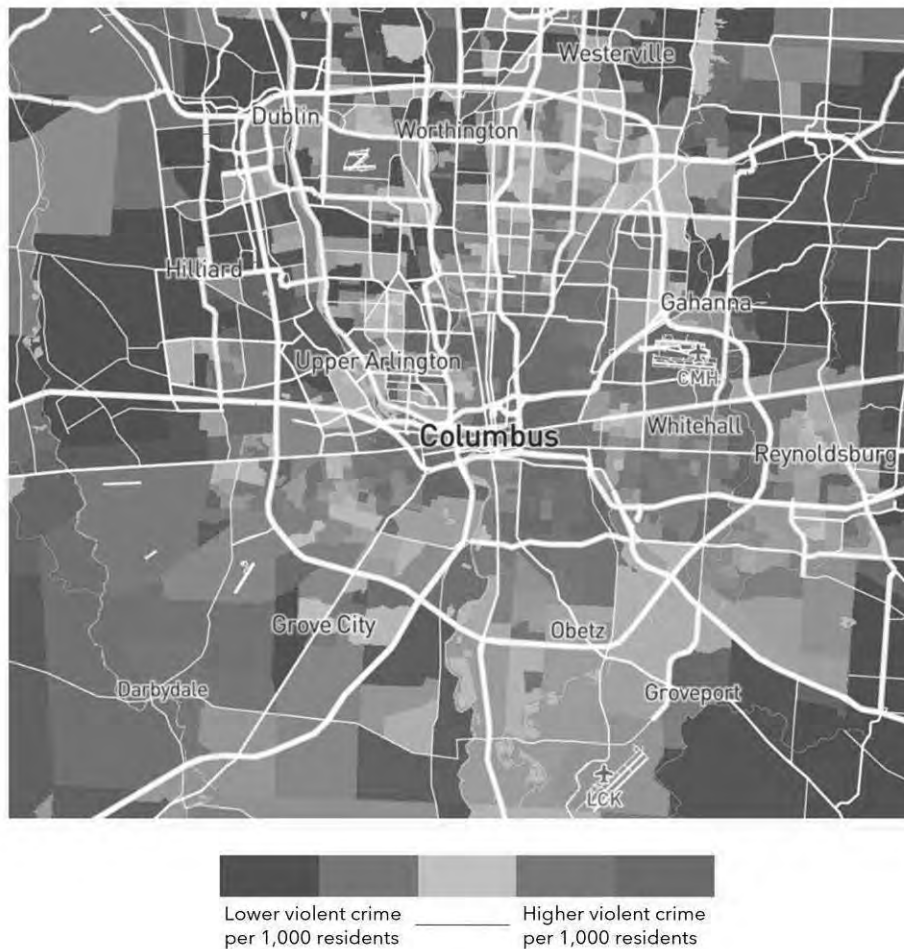 Westerville
Dublin
Worthington
Hilliard
Gahanna
Upper Arlington
CMH
Columbus
Whitehall
Reynoldsburg
Grove City
Obetz
Darbydale
Groveport
LCK
Lower violent crime
per 1,000 residents
Higher violent crime
per 1,000 residents